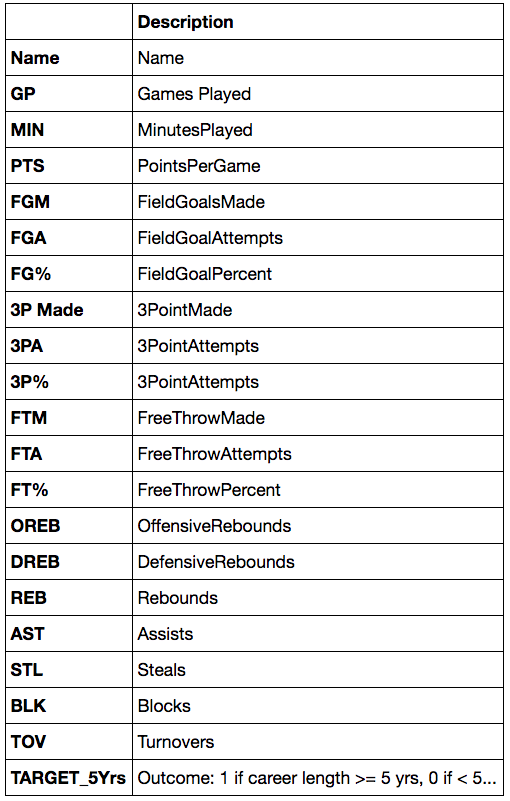 Description
Name Name
GP Games Played
MIN MinutesPlayed
PTS PointsPerGame
FGM FieldGoalsMade
FGA FieldGoalAttempts
FG% FieldGoalPercent
3P Made 3PointMade
3PA 3PointAttempts
3P% 3PointAttempts
FTM FreeThrowMade
FTA FreeThrowAttempts
FT% FreeThrowPercent
OREB OffensiveRebounds
DREB DefensiveRebounds
REB Rebounds
AST Assists
STL Steals
BLK Blocks
TOV Turnovers
TARGET_5Yrs Outcome: 1 if career length >= 5 yrs, 0 if < 5...